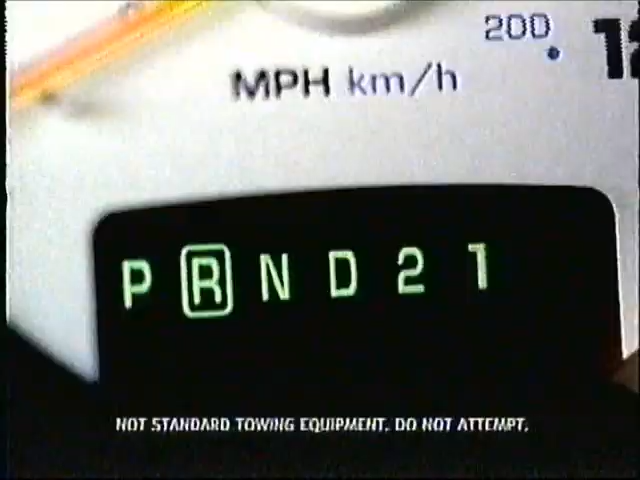 200
MPH km/h
P R N D 2 1
NOT STANDARD TOWING EQUIPMENT. DO NOT ATTEMPT.